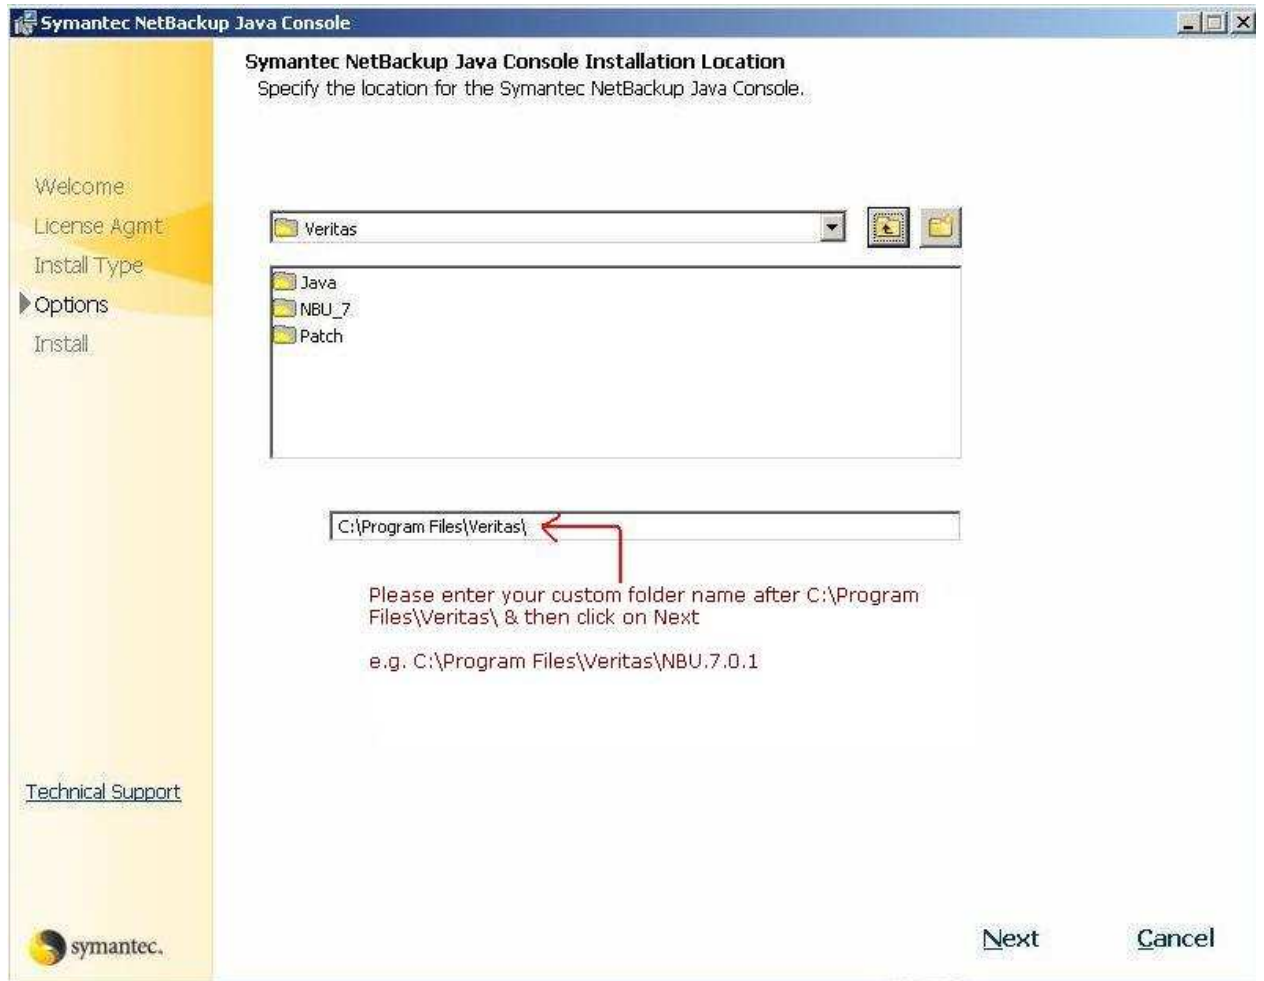 Symantec NetBackup Java Console
Symantec NetBackup Java Console Installation Location
Specify the location for the Symantec NetBackup Java Console.
Welcome
License Agmt
Install Type
Options
Install
Veritas
Java
NBU_7
Patch
C:\Program Files\Veritas\
Please enter your custom folder name after C:\Program
Files\Veritas\ & then click on Next
e.g. C:\Program Files\Veritas\NBU.7.0.1
Technical Support
symantec.
Next
Cancel